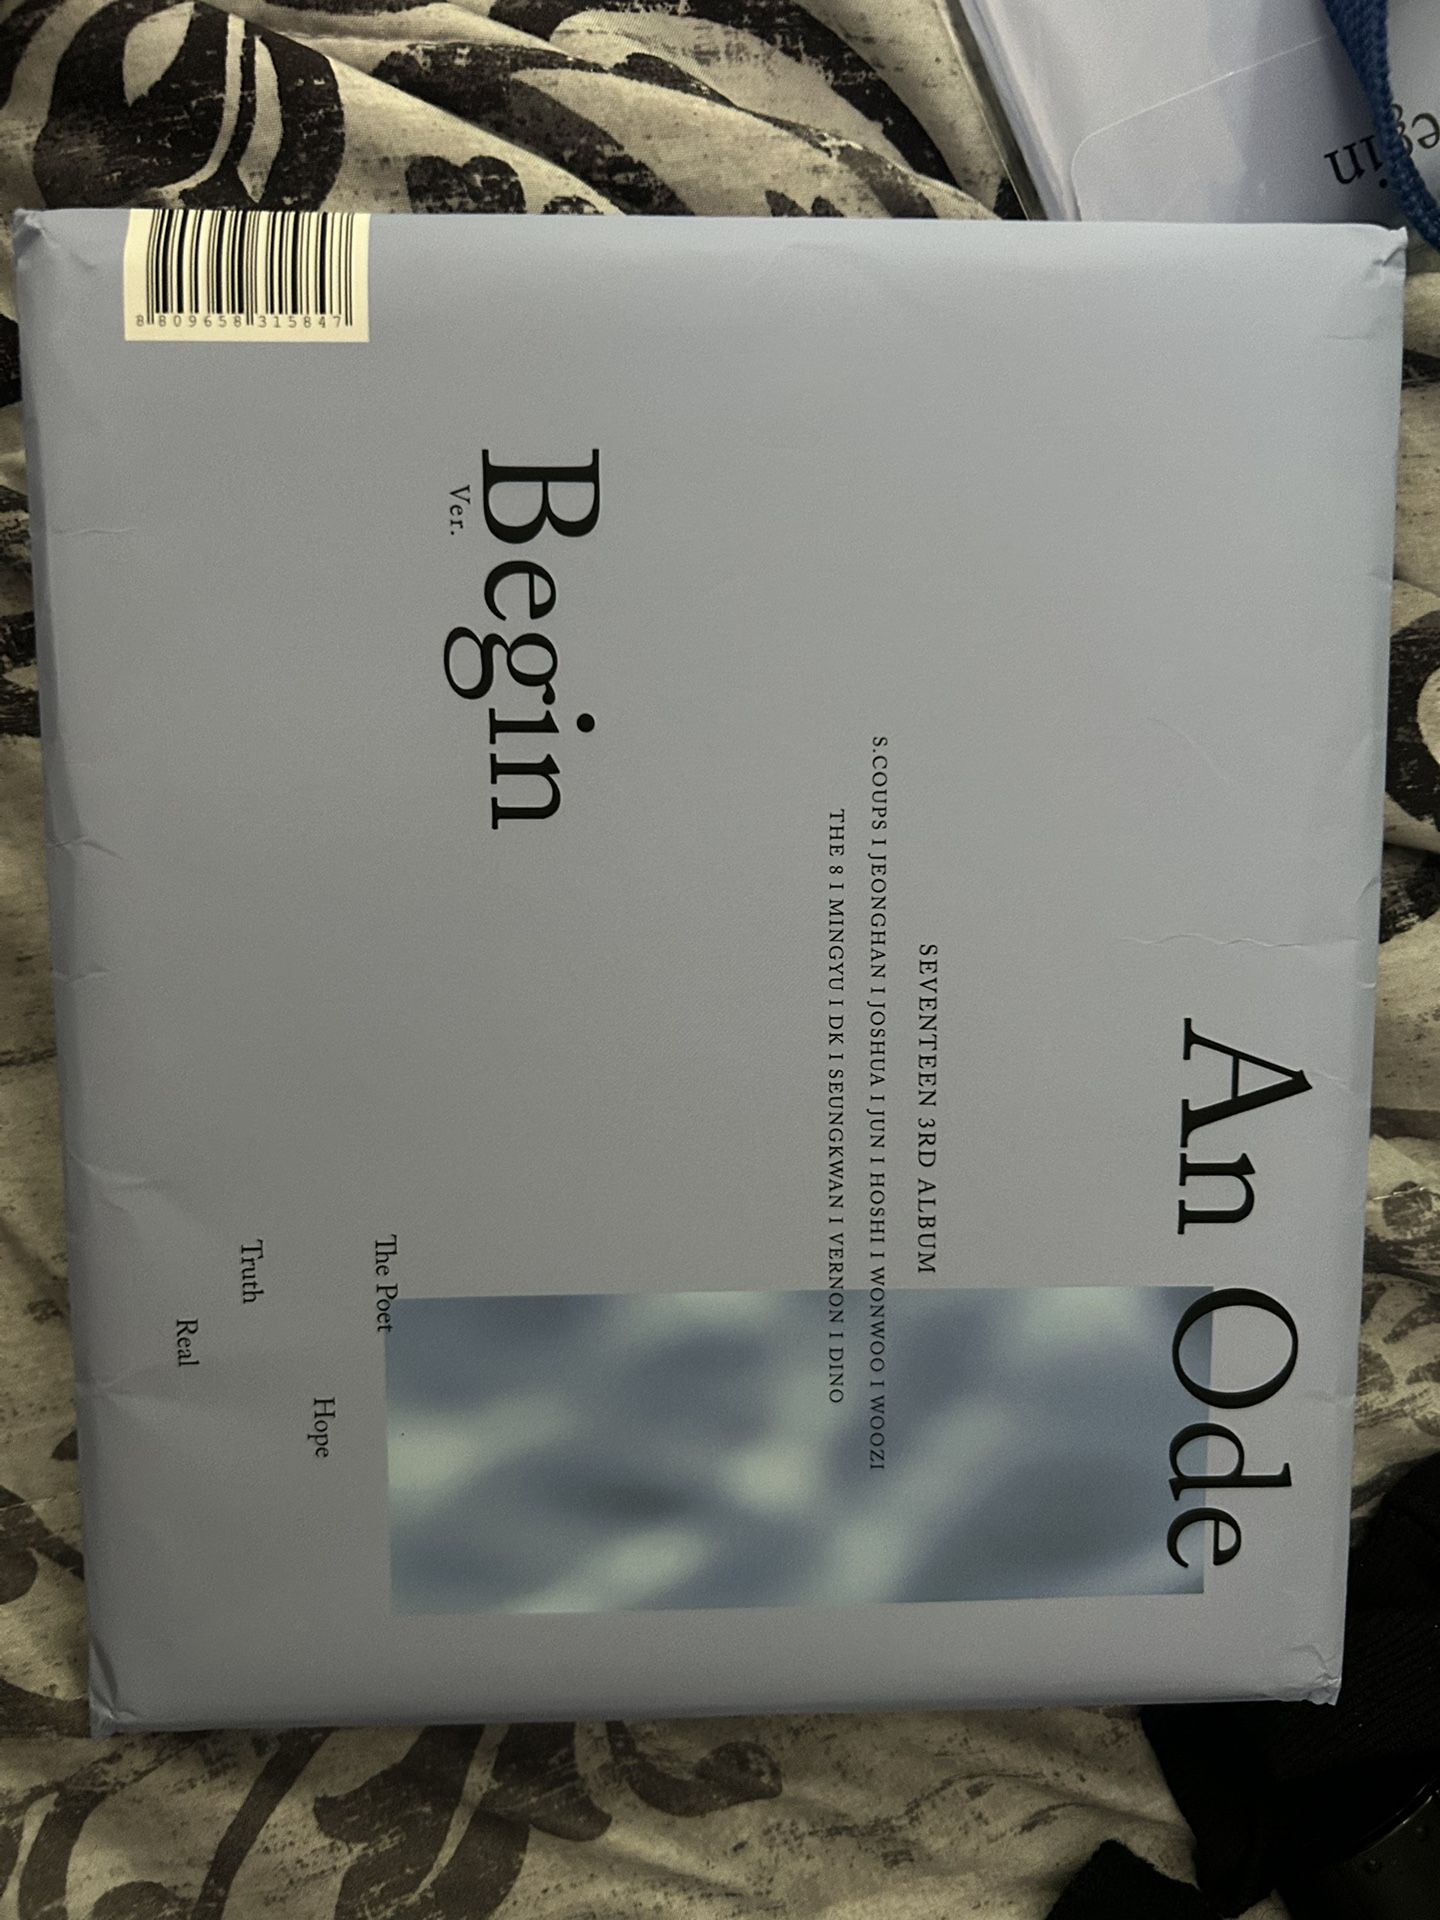 An Ode
SEVENTEEN 3RD ALBUM
S.COUPS I JEONGHAN I JOSHUA I JUN I HOSHI I WONWOO I WOOZI
THE 8 I MINGYU I DK I SEUNGKWAN I VERNON I DINO
Begin
Ver.
The Poet
Hope
Truth
Real
8 809658 315847
egin